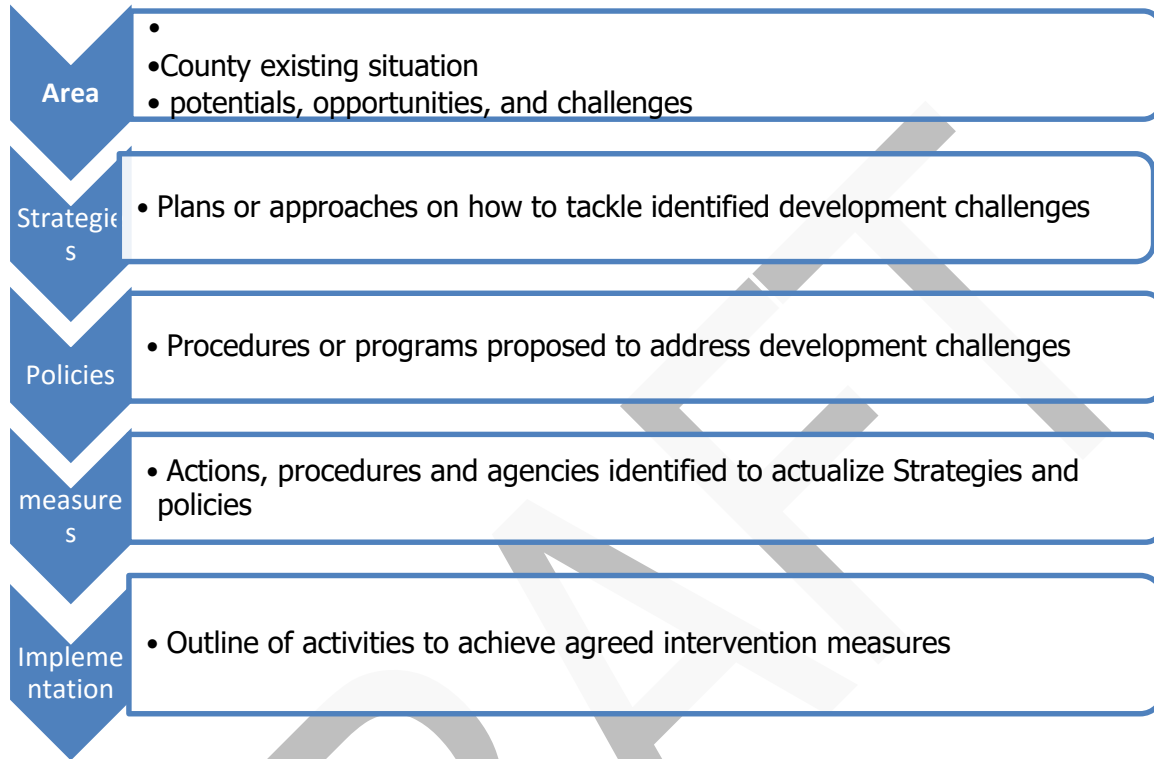 Area
•
•County existing situation
• potentials, opportunities, and challenges
Strategie
s
• Plans or approaches on how to tackle identified development challenges
Policies
• Procedures or programs proposed to address development challenges
measure
s
• Actions, procedures and agencies identified to actualize Strategies and
policies
Impleme
ntation
• Outline of activities to achieve agreed intervention measures
DRAFT